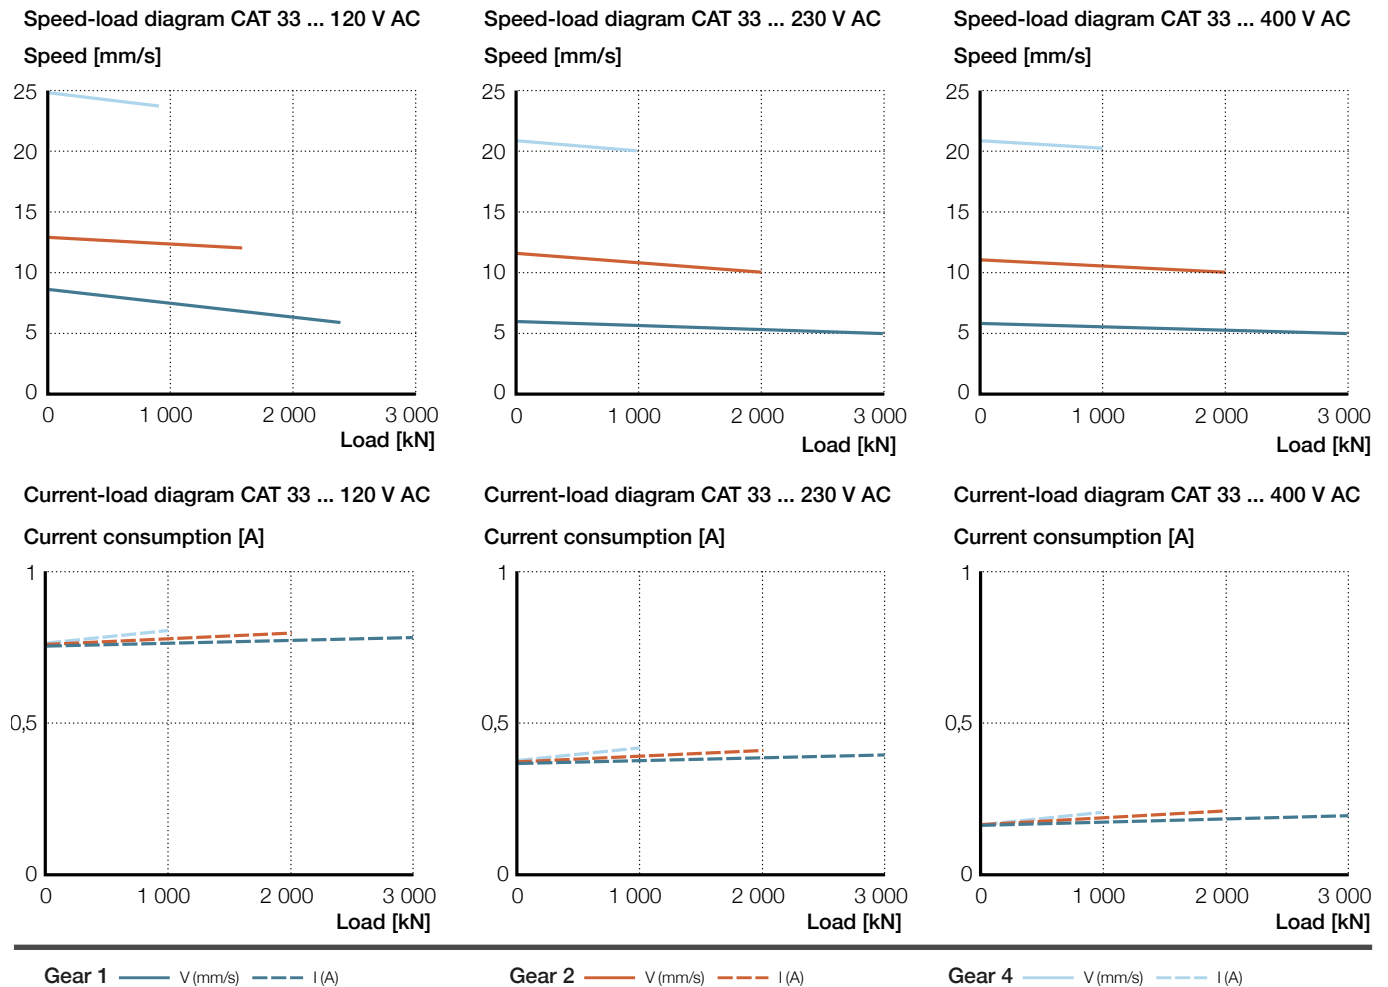 Speed-load diagram CAT 33 ... 120 V AC
Speed [mm/s]
25
20
15
10
5
0
0 1 000 2 000 3 000
Load [kN]
Speed-load diagram CAT 33 ... 230 V AC
Speed [mm/s]
25
20
15
10
5
0
0 1 000 2 000 3 000
Load [kN]
Speed-load diagram CAT 33 ... 400 V AC
Speed [mm/s]
25
20
15
10
5
0
0 1 000 2 000 3 000
Load [kN]
Current-load diagram CAT 33 ... 120 V AC
Current consumption [A]
1
0,5
0
0 1 000 2 000 3 000
Load [kN]
Current-load diagram CAT 33 ... 230 V AC
Current consumption [A]
1
0,5
0
0 1 000 2 000 3 000
Load [kN]
Current-load diagram CAT 33 ... 400 V AC
Current consumption [A]
1
0,5
0
0 1 000 2 000 3 000
Load [kN]
Gear 1 V (mm/s) I (A) Gear 2 V (mm/s) I (A) Gear 4 V (mm/s) I (A)